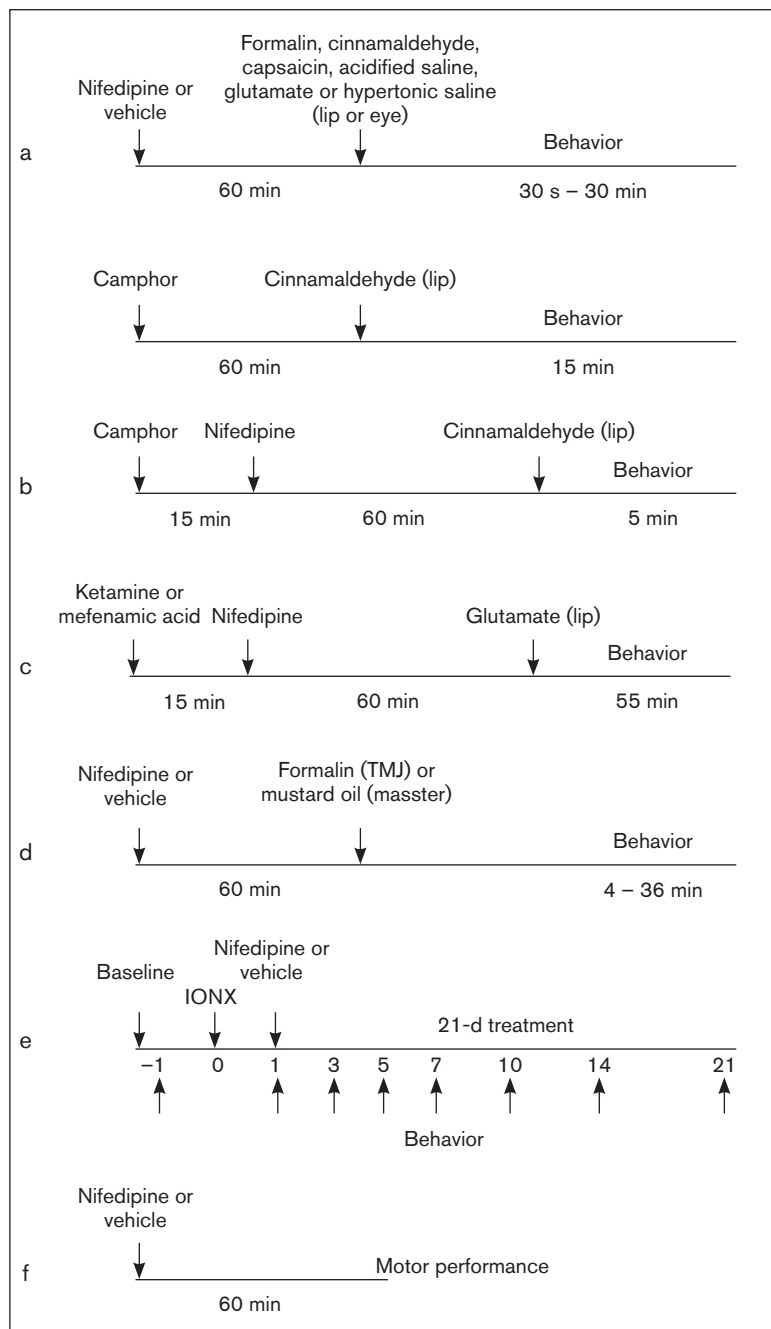 Formalin, cinnamaldehyde,
capsaicin, acidified saline,
glutamate or hypertonic saline
(lip or eye)
Nifedipine or
vehicle
a
Behavior
60 min
30 s – 30 min
Camphor
Cinnamaldehyde (lip)
Behavior
60 min
15 min
Camphor
Nifedipine
Cinnamaldehyde (lip)
b
Behavior
15 min
60 min
5 min
Ketamine or
mefenamic acid
Nifedipine
Glutamate (lip)
c
Behavior
15 min
60 min
55 min
Nifedipine or
vehicle
Formalin (TMJ) or
mustard oil (masster)
d
Behavior
60 min
4 – 36 min
Baseline
IONX
Nifedipine or
vehicle
e
21-d treatment
–1 0 1 3 5 7 10 14 21
Behavior
Nifedipine or
vehicle
f
Motor performance
60 min